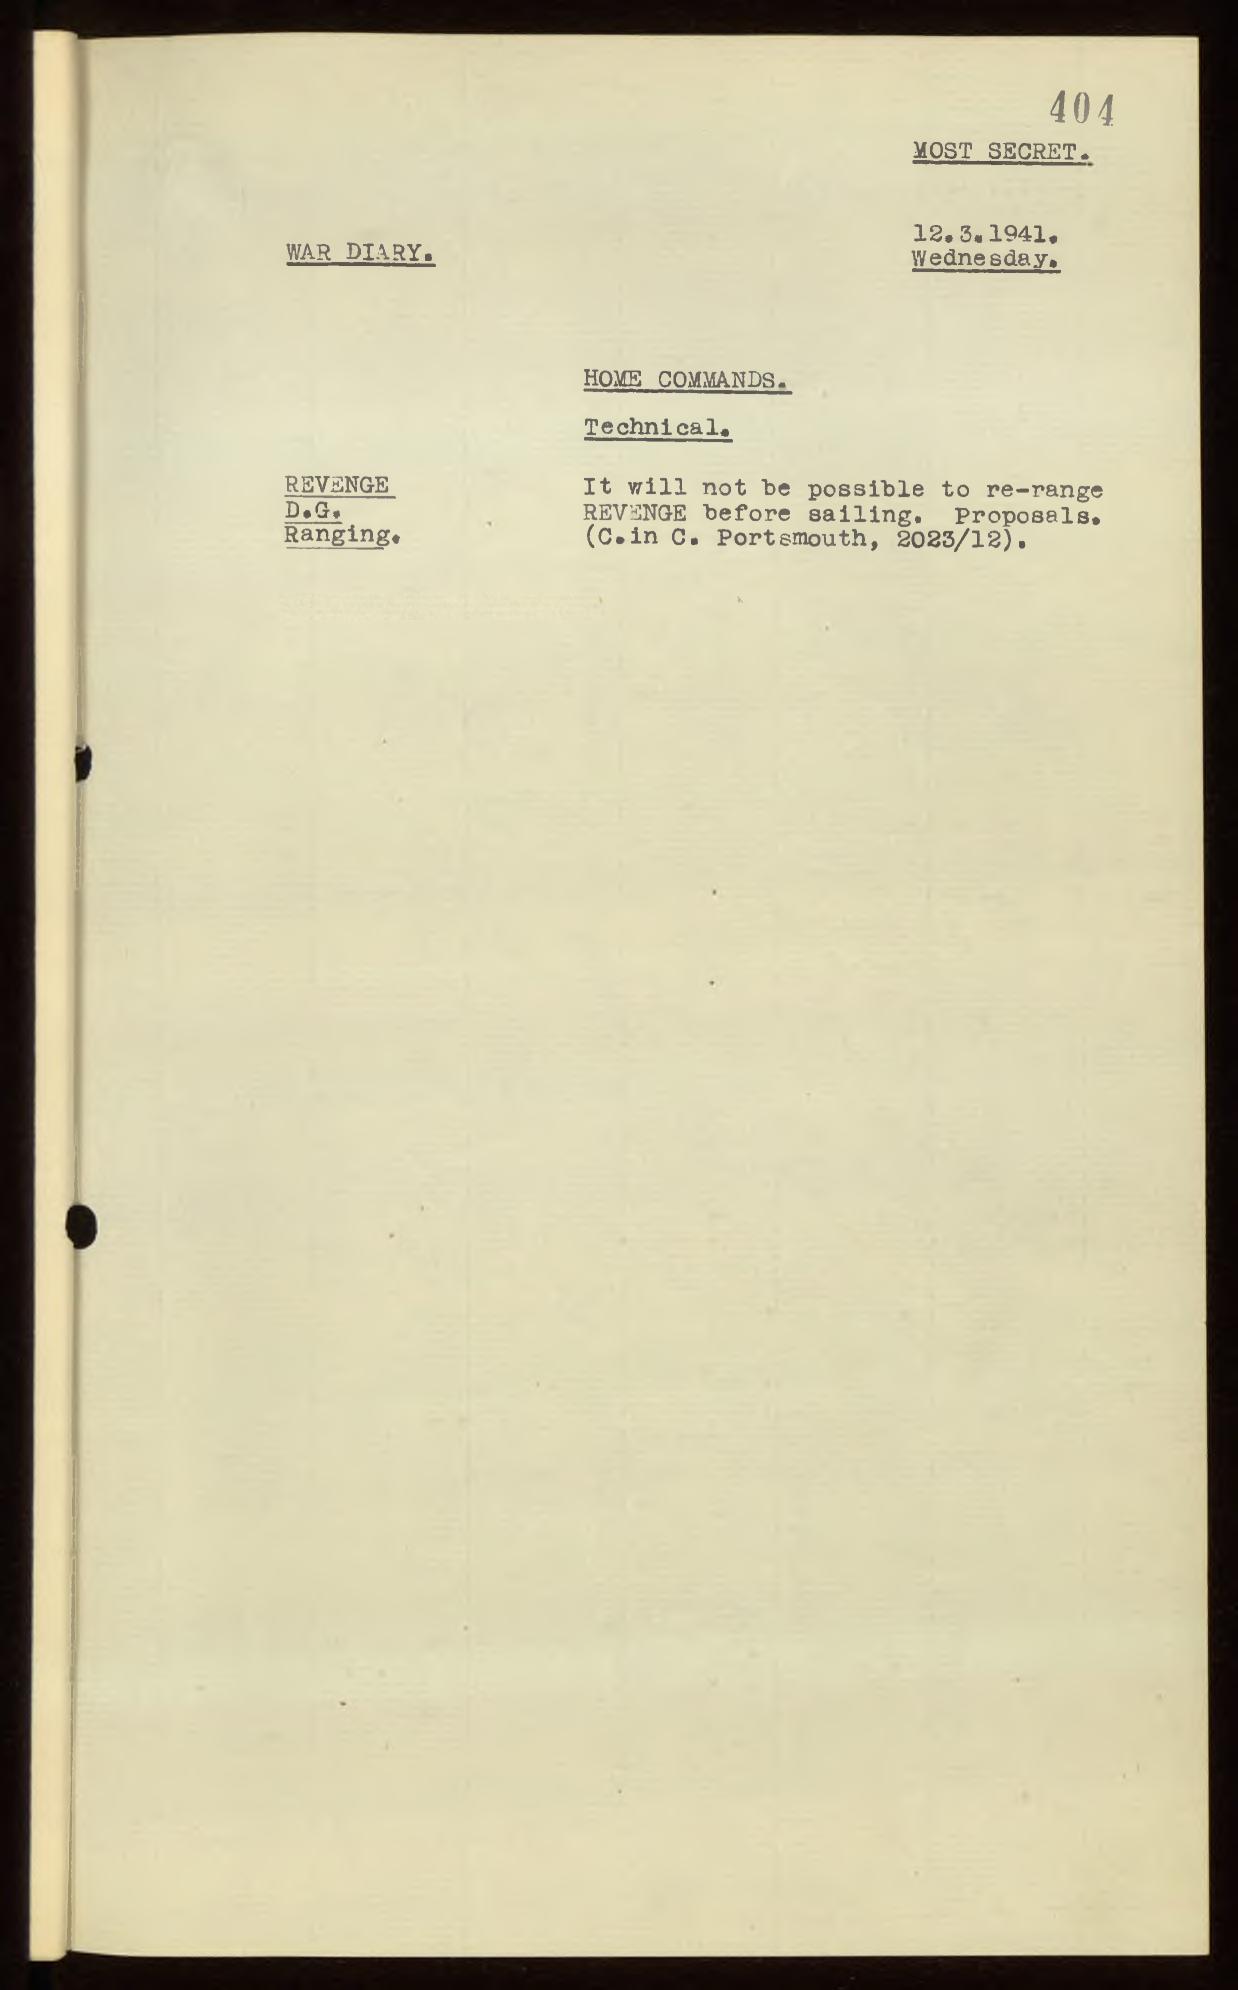 404
MOST SECRET.
12.3.1941.
WAR DIARY.
Wednesday.
HOME COMMANDS.
Technical.
REVENGE
D.G.
Ranging.
It will not be possible to re-range
REVENGE before sailing. Proposals.
(C.in C. Portsmouth, 2023/12).